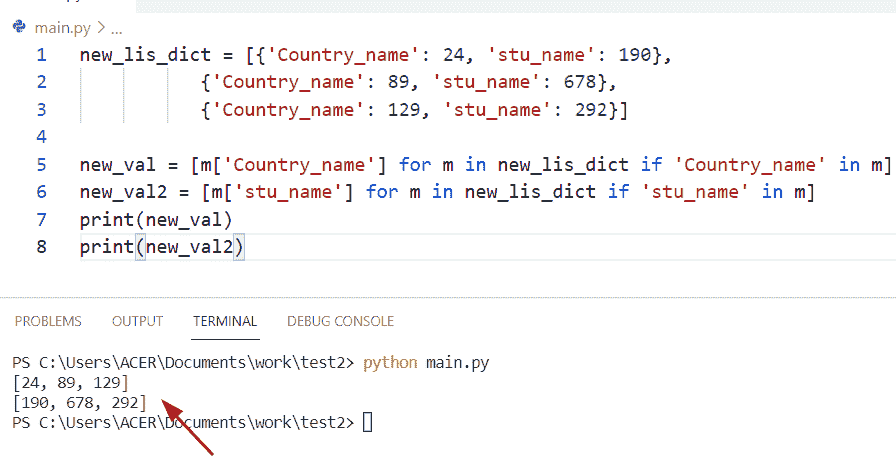 main.py > ...
1 new_lis_dict = [{'Country_name': 24, 'stu_name': 190},
2 {'Country_name': 89, 'stu_name': 678},
3 {'Country_name': 129, 'stu_name': 292}]
4
5 new_val = [m['Country_name'] for m in new_lis_dict if 'Country_name' in m]
6 new_val2 = [m['stu_name'] for m in new_lis_dict if 'stu_name' in m]
7 print(new_val)
8 print(new_val2)
PROBLEMS OUTPUT TERMINAL DEBUG CONSOLE
PS C:\Users\ACER\Documents\work\test2> python main.py
[24, 89, 129]
[190, 678, 292]
PS C:\Users\ACER\Documents\work\test2>